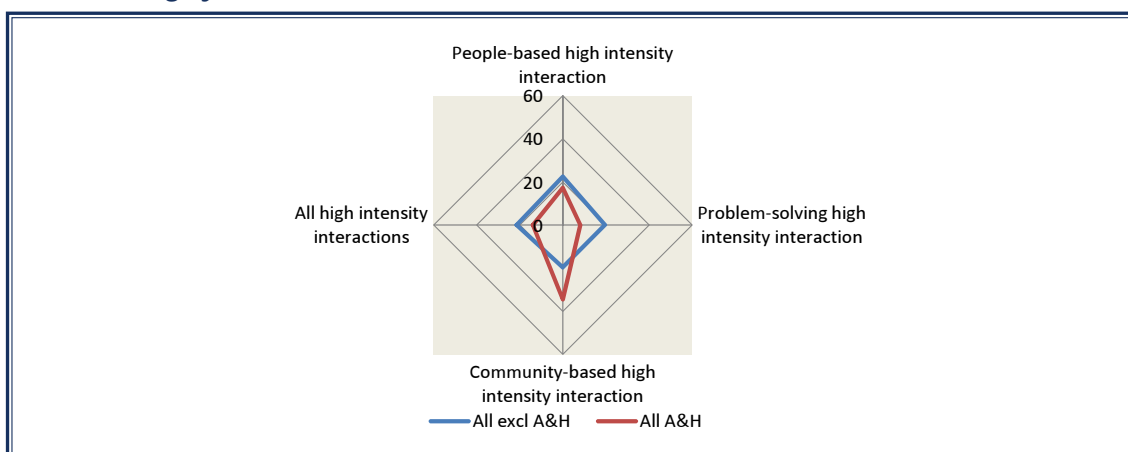 People-based high intensity
interaction
60
40
20
0
All high intensity
interactions
Problem-solving high
intensity interaction
Community-based high
intensity interaction
All excl A&H
All A&H